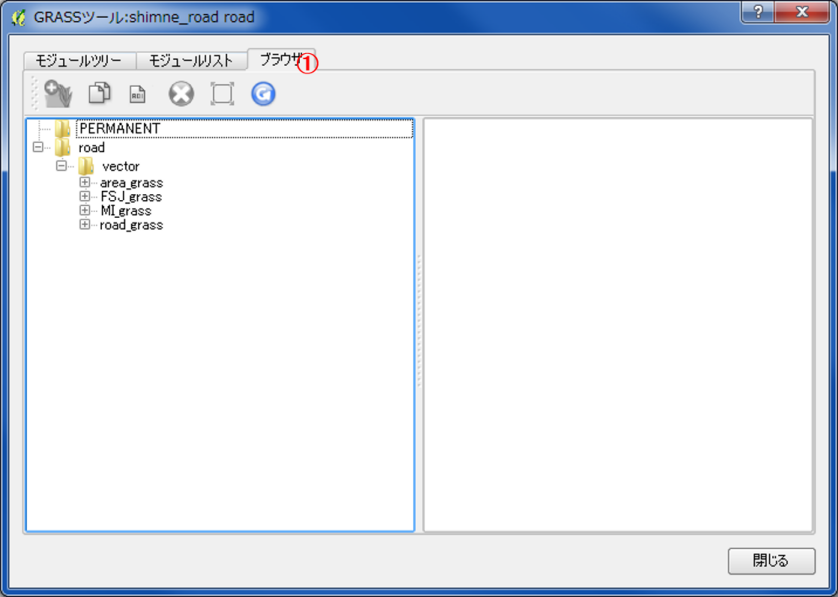 GRASSツール:shimne_road road
?
モジュールツリー モジュールリスト ブラウザ ①
PERMANENT
road
vector
area_grass
FSJ_grass
MI_grass
road_grass
閉じる